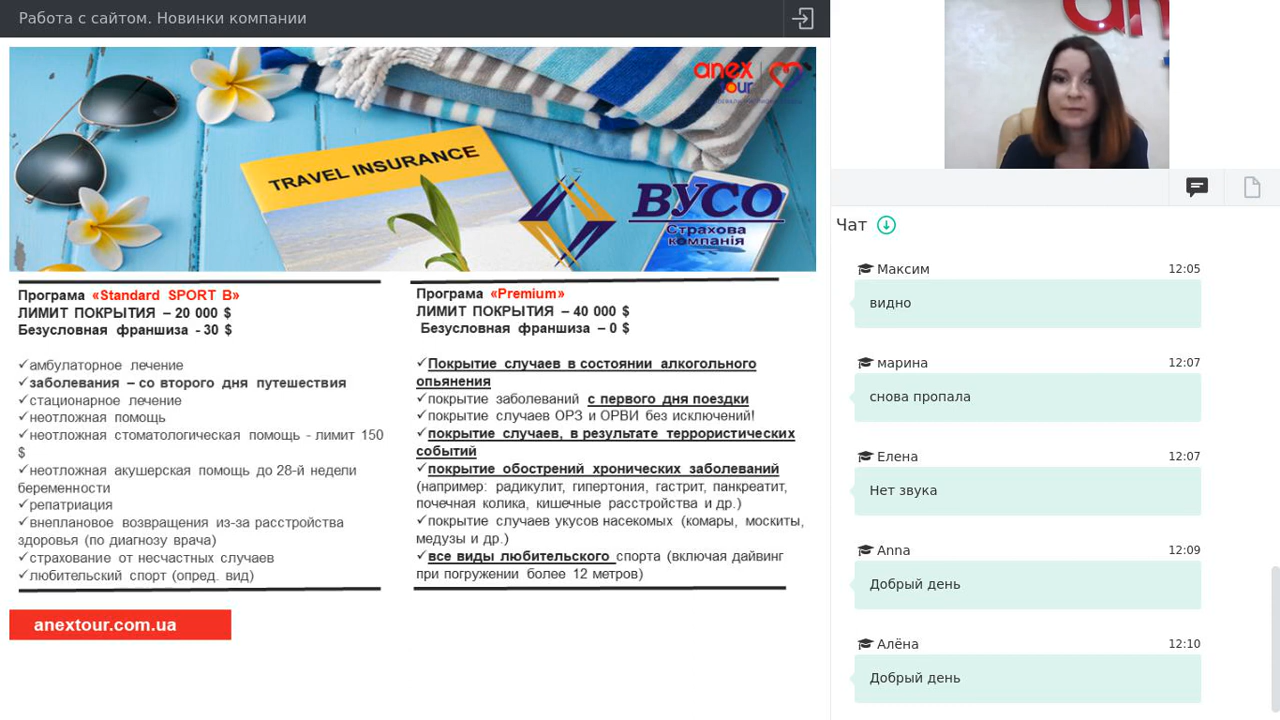 Работа с сайтом. Новинки компании
anex
tour
TRAVEL INSURANCE
ВУСО
Страхова
компанія
Програма «Standard SPORT B»
ЛИМИТ ПОКРЫТИЯ – 20 000 $
Безусловная франшиза - 30 $
✓амбулаторное лечение
✓заболевания – со второго дня путешествия
✓стационарное лечение
✓неотложная помощь
✓неотложная стоматологическая помощь - лимит 150
$
✓неотложная акушерская помощь до 28-й недели
беременности
✓репатриация
✓внеплановое возвращения из-за расстройства
здоровья (по диагнозу врача)
✓страхование от несчастных случаев
✓любительский спорт (опред. вид)
Програма «Premium»
ЛИМИТ ПОКРЫТИЯ – 40 000 $
Безусловная франшиза – 0 $
✓Покрытие случаев в состоянии алкогольного
опьянения
✓покрытие заболеваний с первого дня поездки
✓покрытие случаев ОРЗ и ОРВИ без исключений!
✓покрытие случаев, в результате террористических
событий
✓покрытие обострений хронических заболеваний
(например: радикулит, гипертония, гастрит, панкреатит,
почечная колика, кишечные расстройства и др.)
✓покрытие случаев укусов насекомых (комары, москиты,
медузы и др.)
✓все виды любительского спорта (включая дайвинг
при погружении более 12 метров)
anextour.com.ua
Чат
Максим 12:05
видно
марина 12:07
снова пропала
Елена 12:07
Нет звука
Anna 12:09
Добрый день
Алёна 12:10
Добрый день